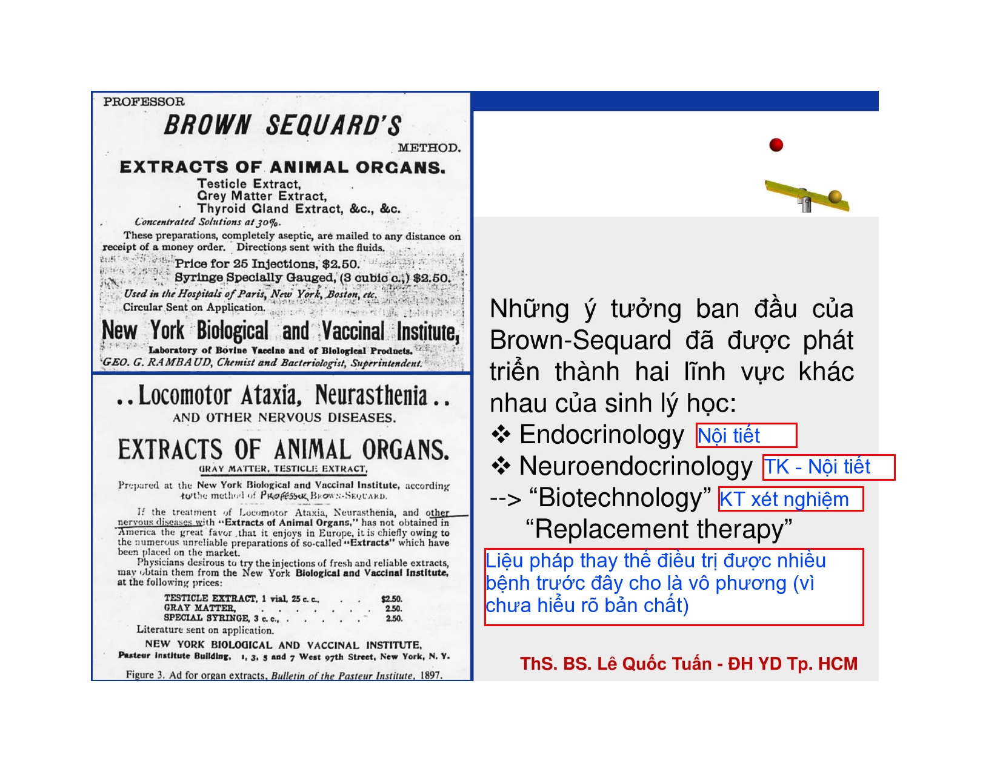 PROFESSOR
BROWN SEQUARD'S
METHOD.
EXTRACTS OF ANIMAL ORGANS.
Testicle Extract,
Grey Matter Extract,
Thyroid Gland Extract, &c., &c.
Concentrated Solutions at 30%.
These preparations, completely aseptic, are mailed to any distance on
receipt of a money order. Directions sent with the fluids.
Price for 25 Injections, $2.50.
Syringe Specially Gauged, (3 cubic c.,) $2.50.
Used in the Hospitals of Paris, New York, Boston, etc.
Circular Sent on Application.
New York Biological and Vaccinal Institute,
Laboratory of Bovine Vaccine and of Biological Products.
GEO. G. RAMBAUD, Chemist and Bacteriologist, Superintendent.
..Locomotor Ataxia, Neurasthenia..
AND OTHER NERVOUS DISEASES.
EXTRACTS OF ANIMAL ORGANS.
GRAY MATTER, TESTICLE EXTRACT,
Prepared at the New York Biological and Vaccinal Institute, according
to the method of Professor Brown-Sequard.
If the treatment of Locomotor Ataxia, Neurasthenia, and other
nervous diseases with "Extracts of Animal Organs," has not obtained in
America the great favor that it enjoys in Europe, it is chiefly owing to
the numerous unreliable preparations of so-called "Extracts" which have
been placed on the market.
Physicians desirous to try the injections of fresh and reliable extracts,
may obtain them from the New York Biological and Vaccinal Institute,
at the following prices:
TESTICLE EXTRACT, 1 vial, 25 c. c., . . $2.50.
GRAY MATTER, . . . . . . . 2.50.
SPECIAL SYRINGE, 3 c. c., . . . . . 2.50.
Literature sent on application.
NEW YORK BIOLOGICAL AND VACCINAL INSTITUTE,
Pasteur Institute Building, 1, 3, 5 and 7 West 97th Street, New York, N. Y.
Figure 3. Ad for organ extracts, Bulletin of the Pasteur Institute, 1897.
Những ý tưởng ban đầu của
Brown-Sequard đã được phát
triển thành hai lĩnh vực khác
nhau của sinh lý học:
❖ Endocrinology Nội tiết
❖ Neuroendocrinology TK - Nội tiết
--> “Biotechnology” KT xét nghiệm
“Replacement therapy”
Liệu pháp thay thế điều trị được nhiều
bệnh trước đây cho là vô phương (vì
chưa hiểu rõ bản chất)
ThS. BS. Lê Quốc Tuấn - ĐH YD Tp. HCM